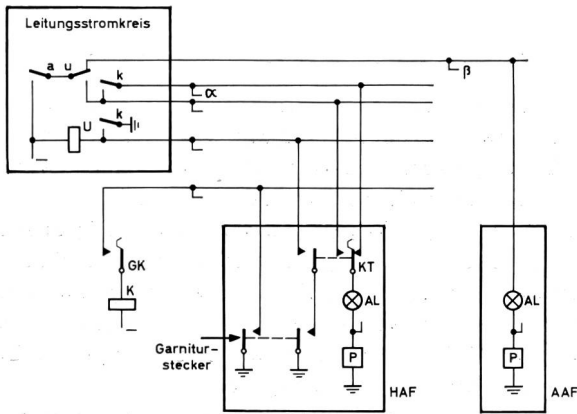 Leitungsstromkreis
β
a u k
α
k
U
GK KT
K AL AL
Garnitur-
stecker
P P
HAF AAF